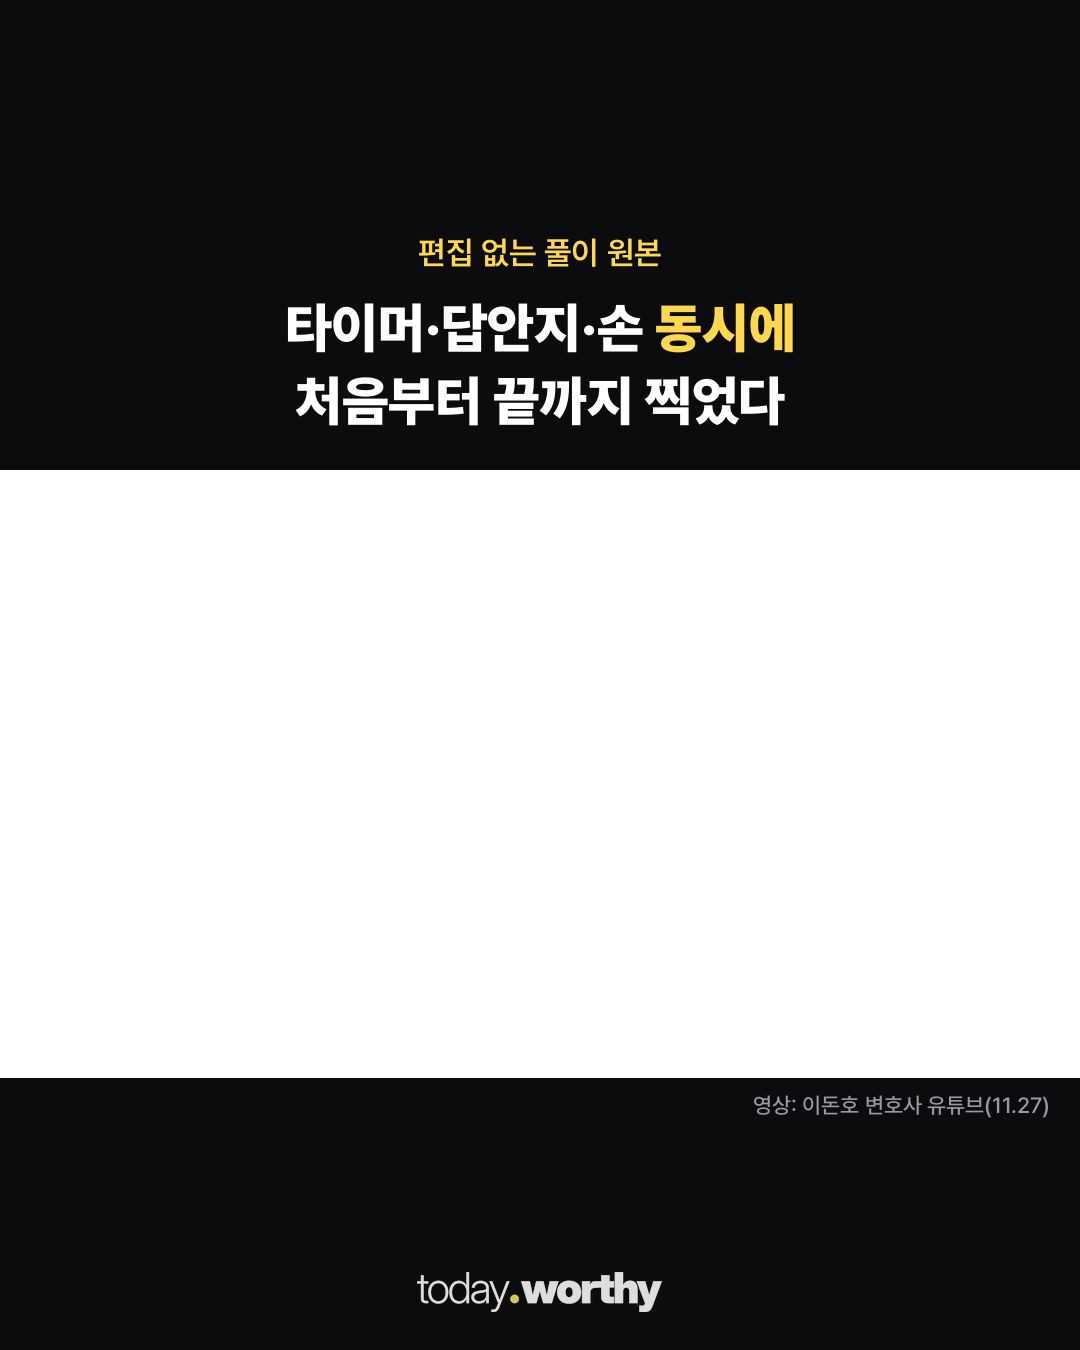 편집 없는 풀이 원본
타이머·답안지·손 동시에
처음부터 끝까지 찍었다
영상: 이돈호 변호사 유튜브(11.27)
today.worthy